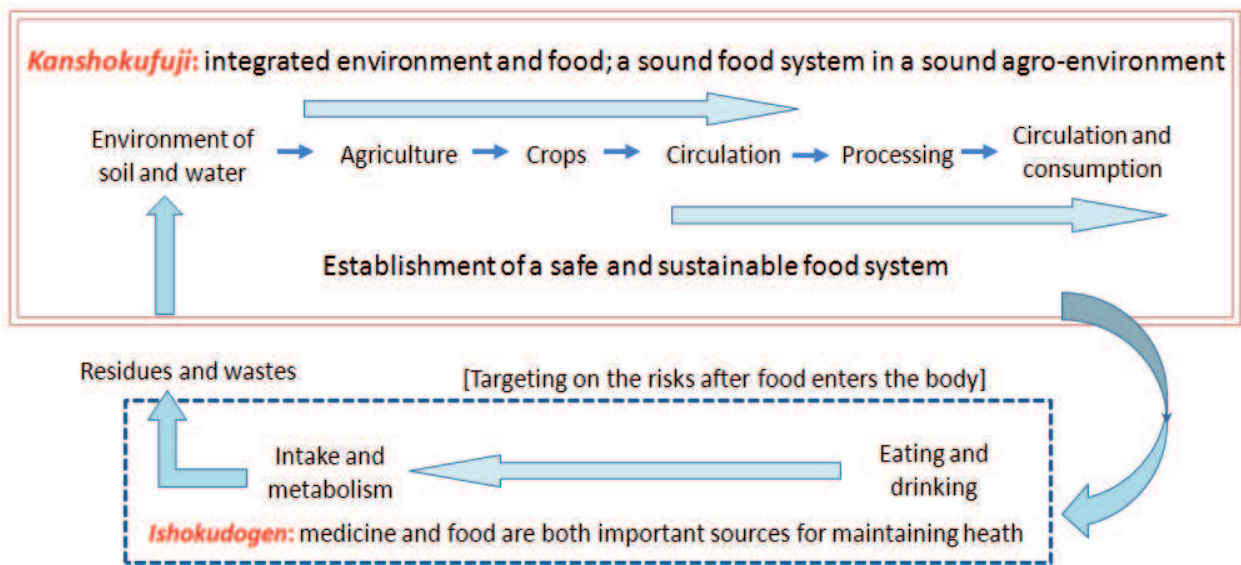 Kanshokufuji: integrated environment and food; a sound food system in a sound agro-environment
Environment of
soil and water
Agriculture
Crops
Circulation
Processing
Circulation and
consumption
Establishment of a safe and sustainable food system
Residues and wastes
[Targeting on the risks after food enters the body]
Intake and
metabolism
Eating and
drinking
Ishokudogen: medicine and food are both important sources for maintaining heath